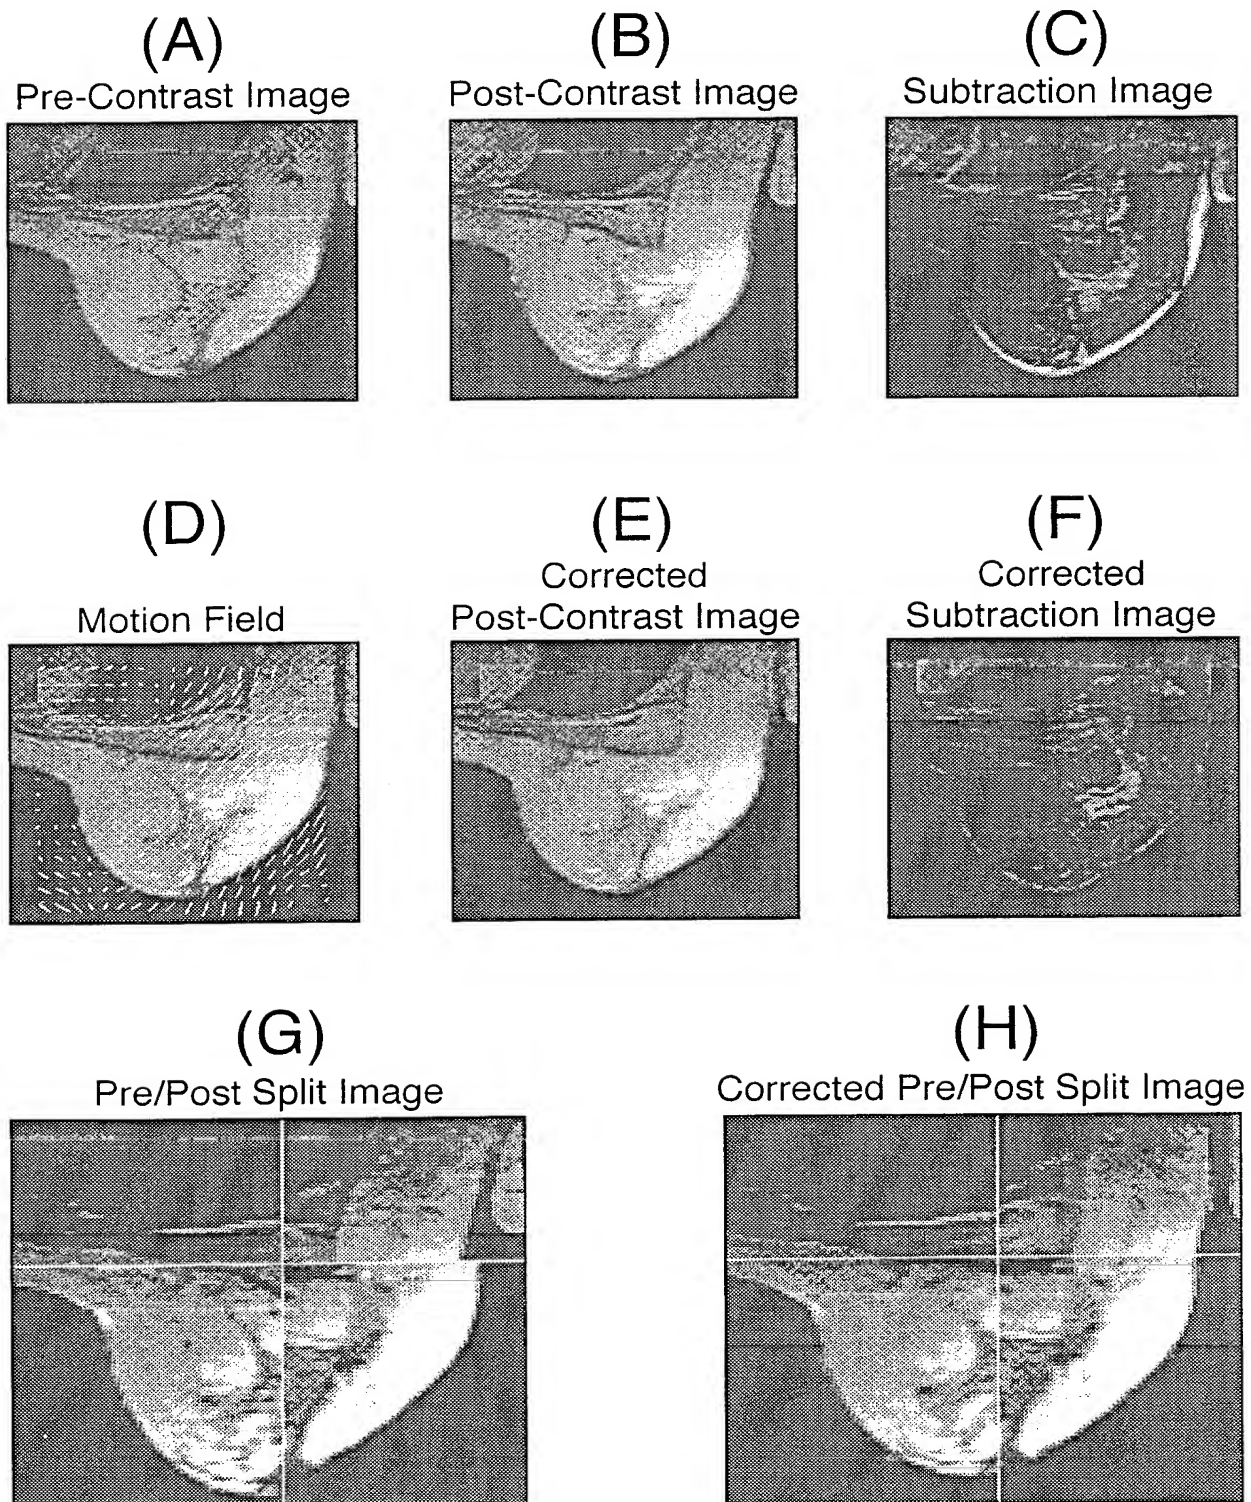 (A)
Pre-Contrast Image
(B)
Post-Contrast Image
(C)
Subtraction Image
(D)
Motion Field
(E)
Corrected
Post-Contrast Image
(F)
Corrected
Subtraction Image
(G)
Pre/Post Split Image
(H)
Corrected Pre/Post Split Image